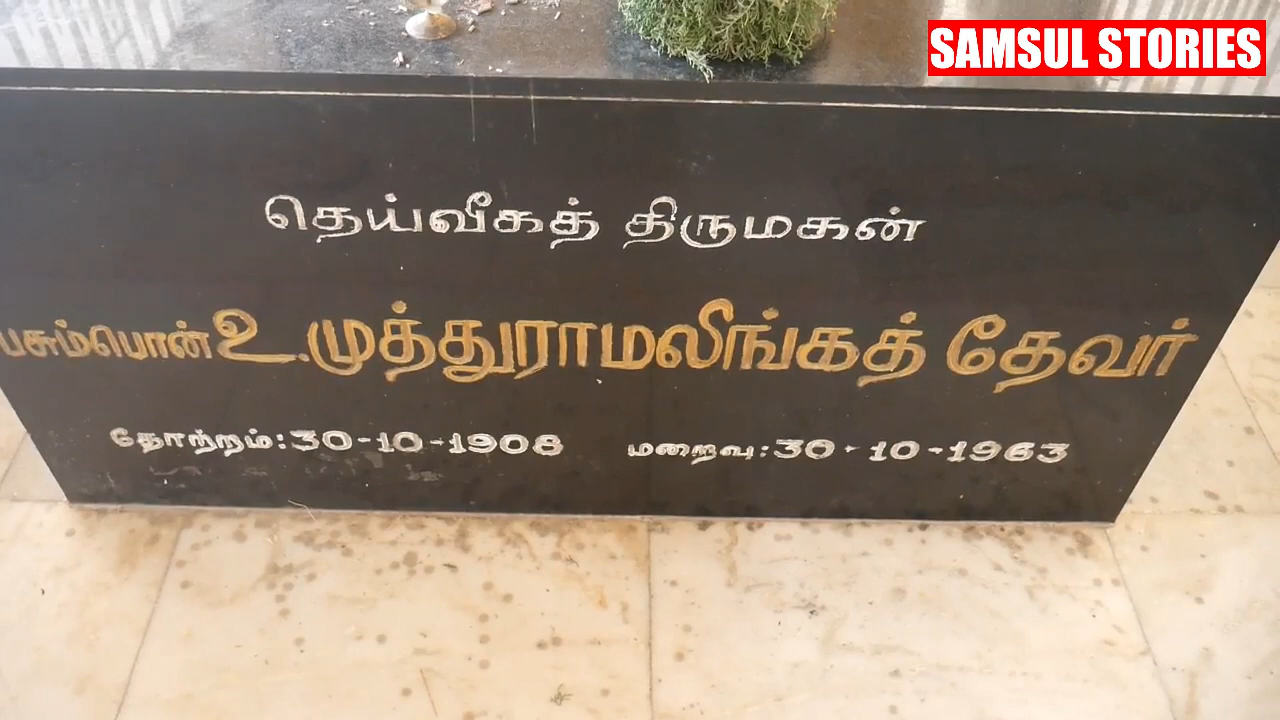 SAMSUL STORIES
தெய்வீகத் திருமகன்
பசும்பொன் உ.முத்துராமலிங்கத் தேவர்
தோற்றம்:30-10-1908 மறைவு:30-10-1963